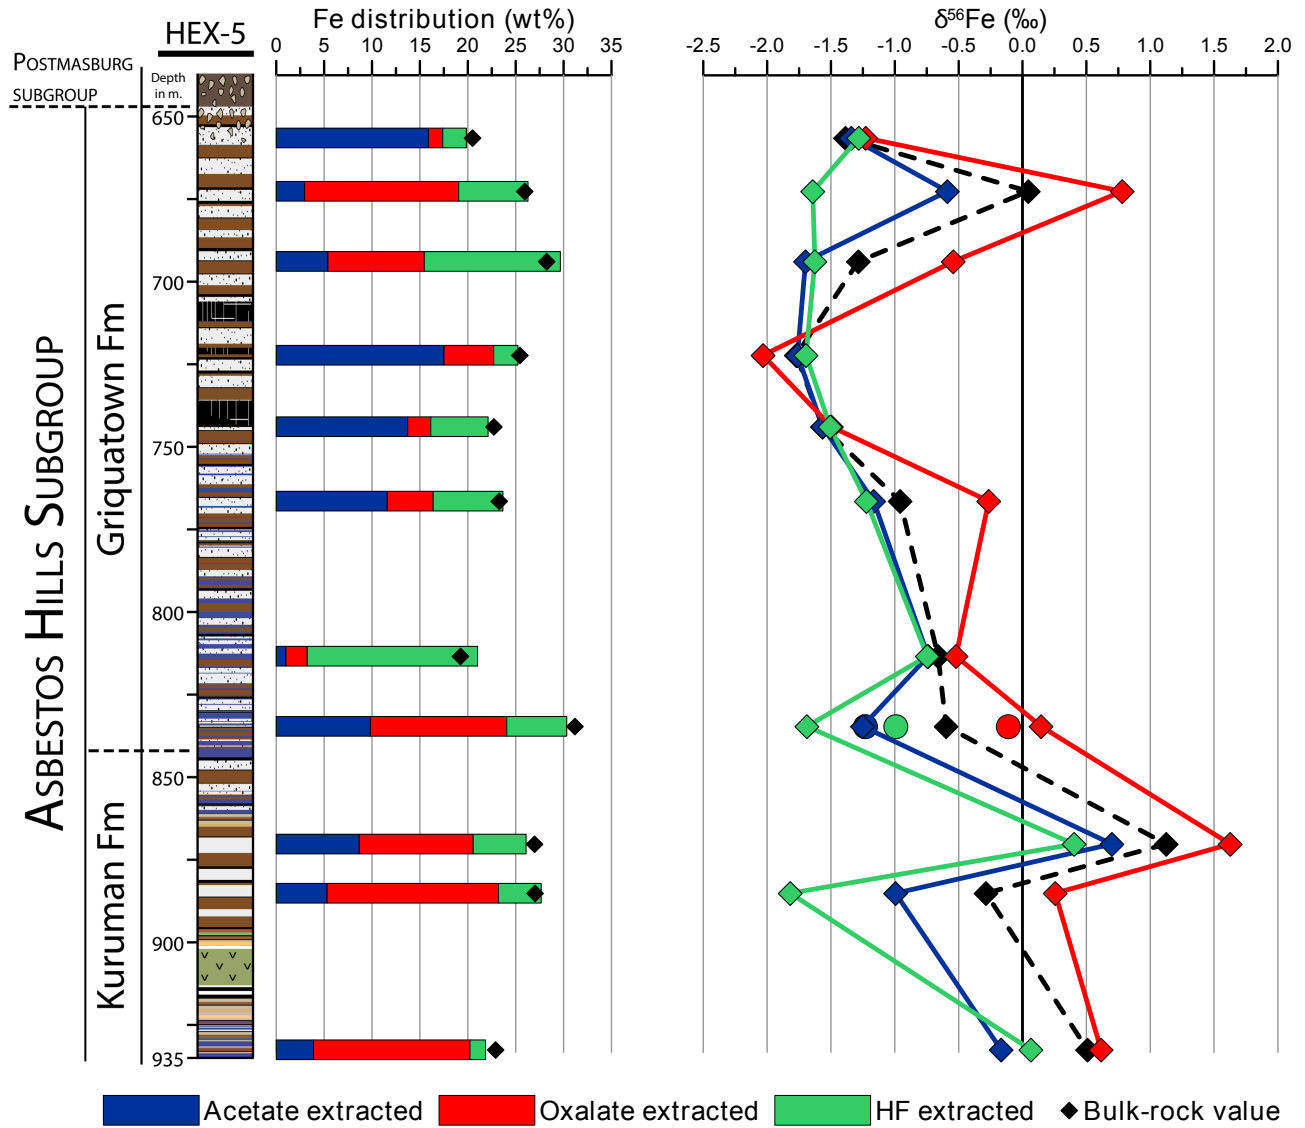 HEX-5
Fe distribution (wt%)
δ⁵⁶Fe (‰)
0 5 10 15 20 25 30 35
-2.5 -2.0 -1.5 -1.0 -0.5 0.0 0.5 1.0 1.5 2.0
POSTMASBURG
SUBGROUP
Depth
in m.
650
700
750
800
850
900
935
ASBESTOS HILLS SUBGROUP
Griquatown Fm
Kuruman Fm
Acetate extracted
Oxalate extracted
HF extracted
Bulk-rock value